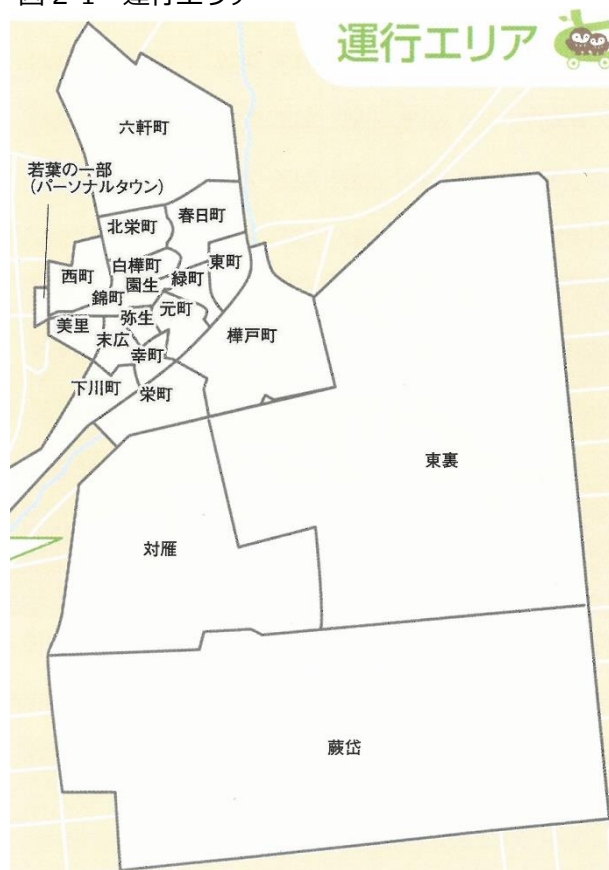 図 2-1 運行エリア
運行エリア
六軒町
若葉の一部
(パーソナルタウン)
春日町
北栄町
白樺町
東町
西町
緑町
園生
錦町
元町
弥生
美里
樺戸町
末広
幸町
下川町
栄町
東裏
対雁
蕨岱